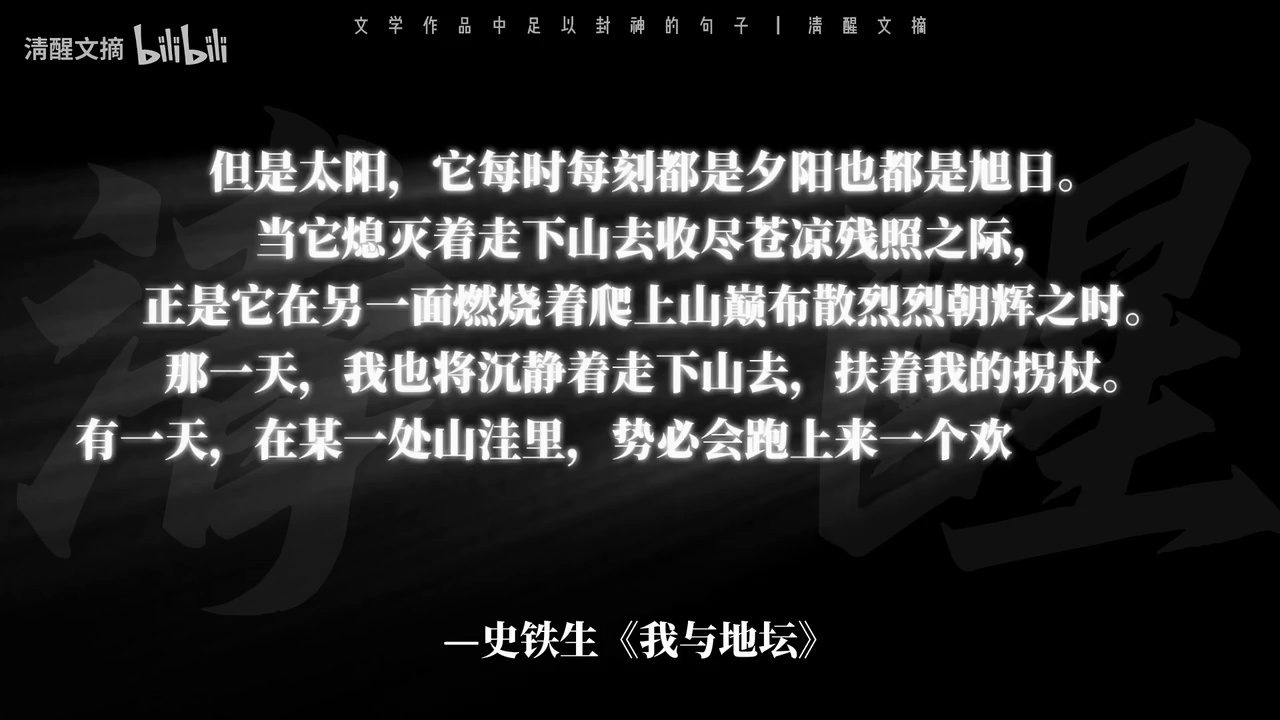 文学作品中足以封神的句子 | 清醒文摘
清醒文摘 bilibili
但是太阳，它每时每刻都是夕阳也都是旭日。
当它熄灭着走下山去收尽苍凉残照之际，
正是它在另一面燃烧着爬上山巅布散烈烈朝辉之时。
那一天，我也将沉静着走下山去，扶着我的拐杖。
有一天，在某一处山洼里，势必会跑上来一个欢
清醒
—史铁生《我与地坛》